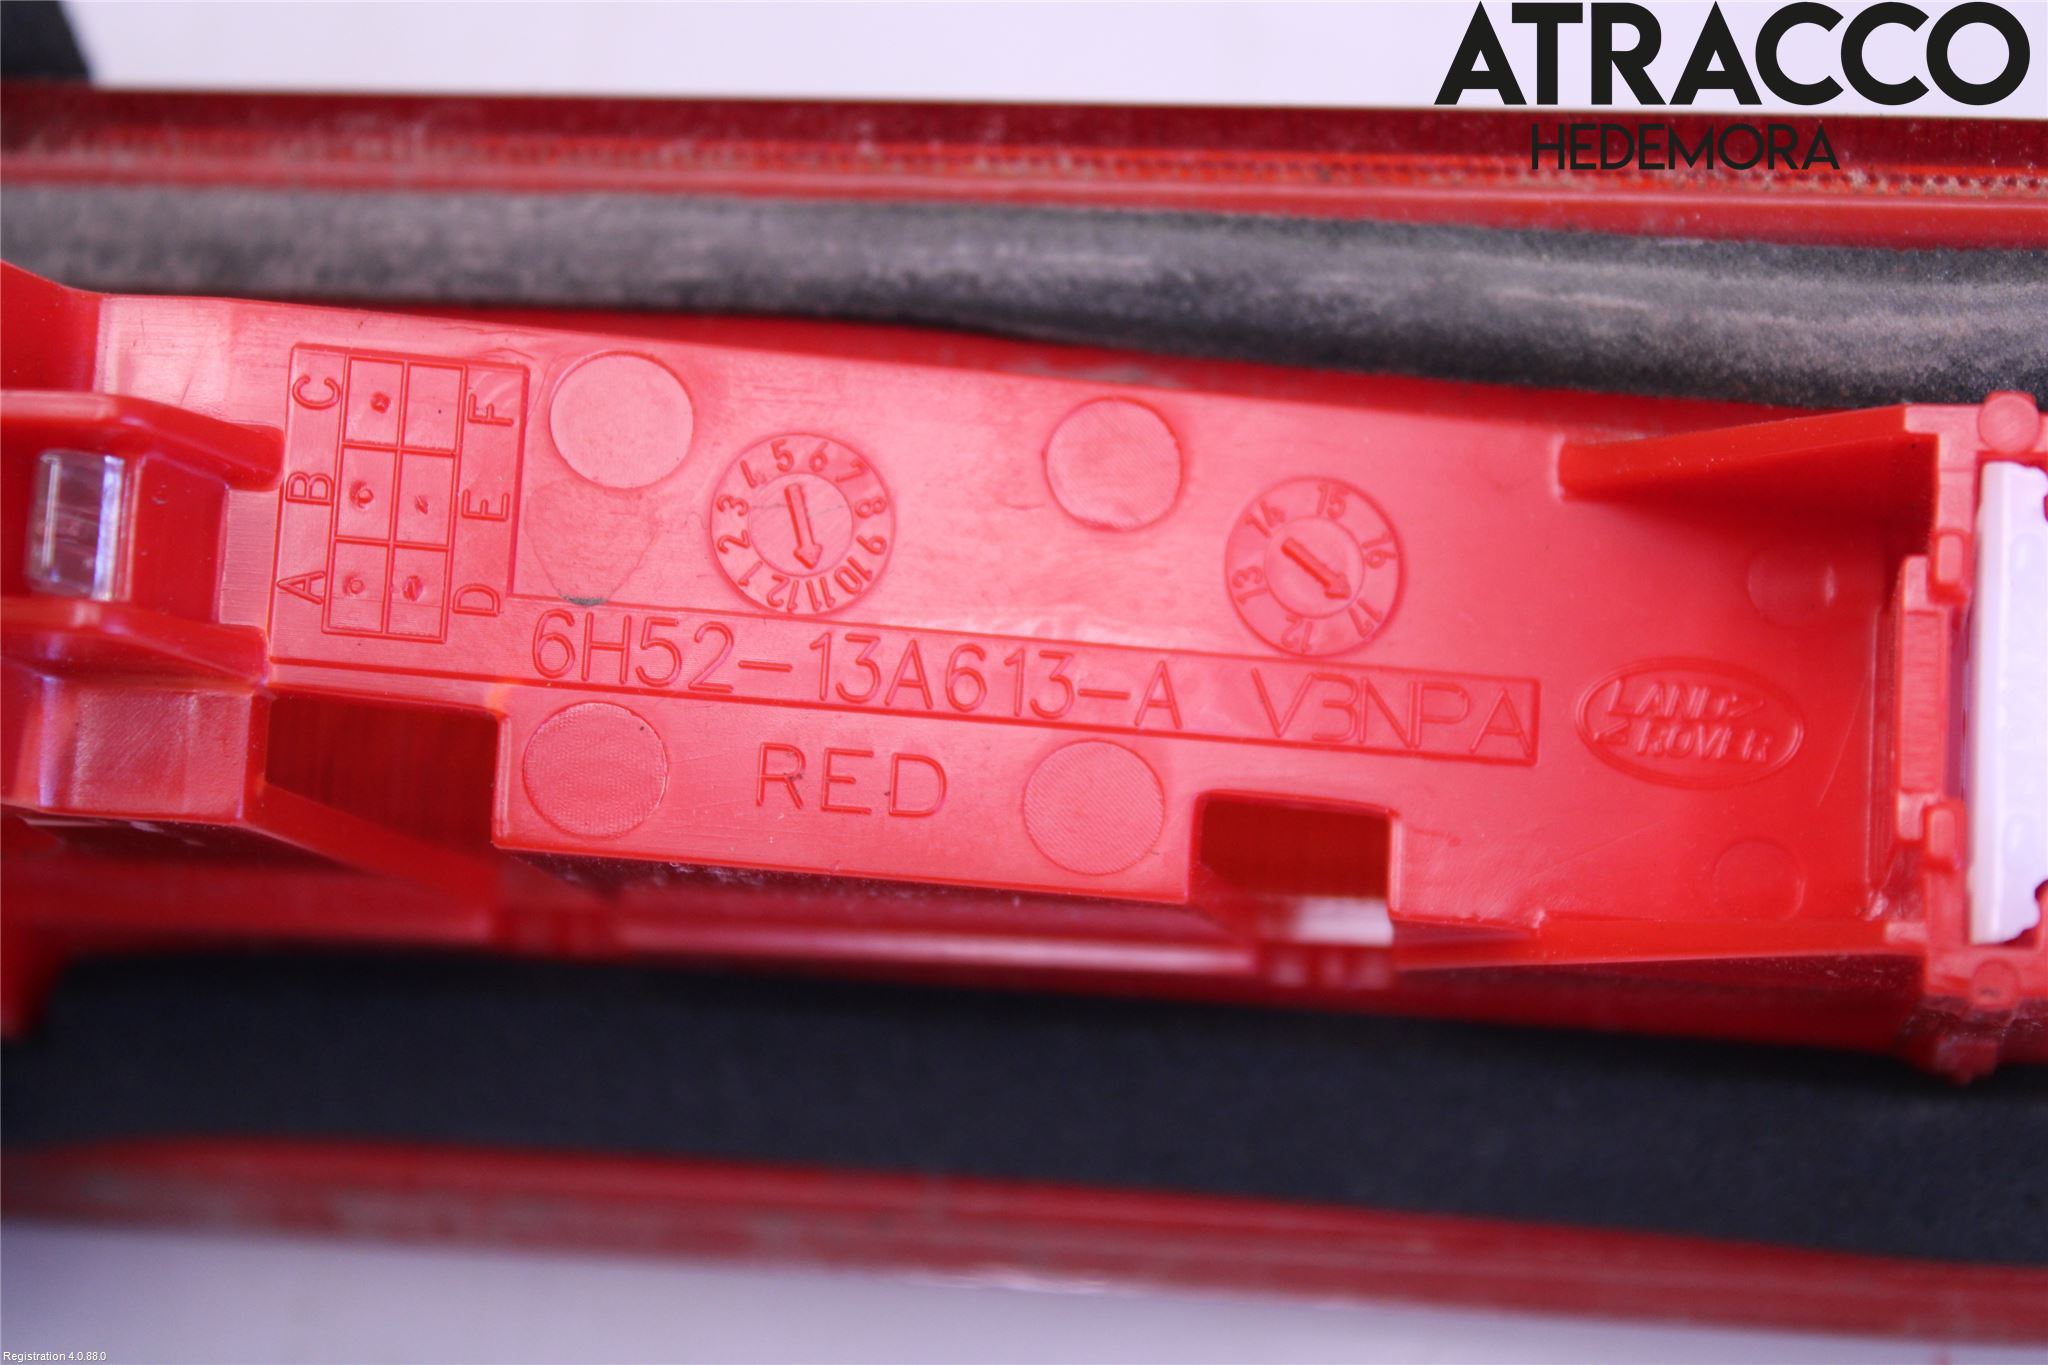 ATRACCO
HEDEMORA
C F
B E
A D
1 2 3 4 5 6 7 8 9 10 11 12
12 13 14 15 16 17
6H52-13A613-A V3NPA
LAND
ROVER
RED
Registration 4.0.88.0